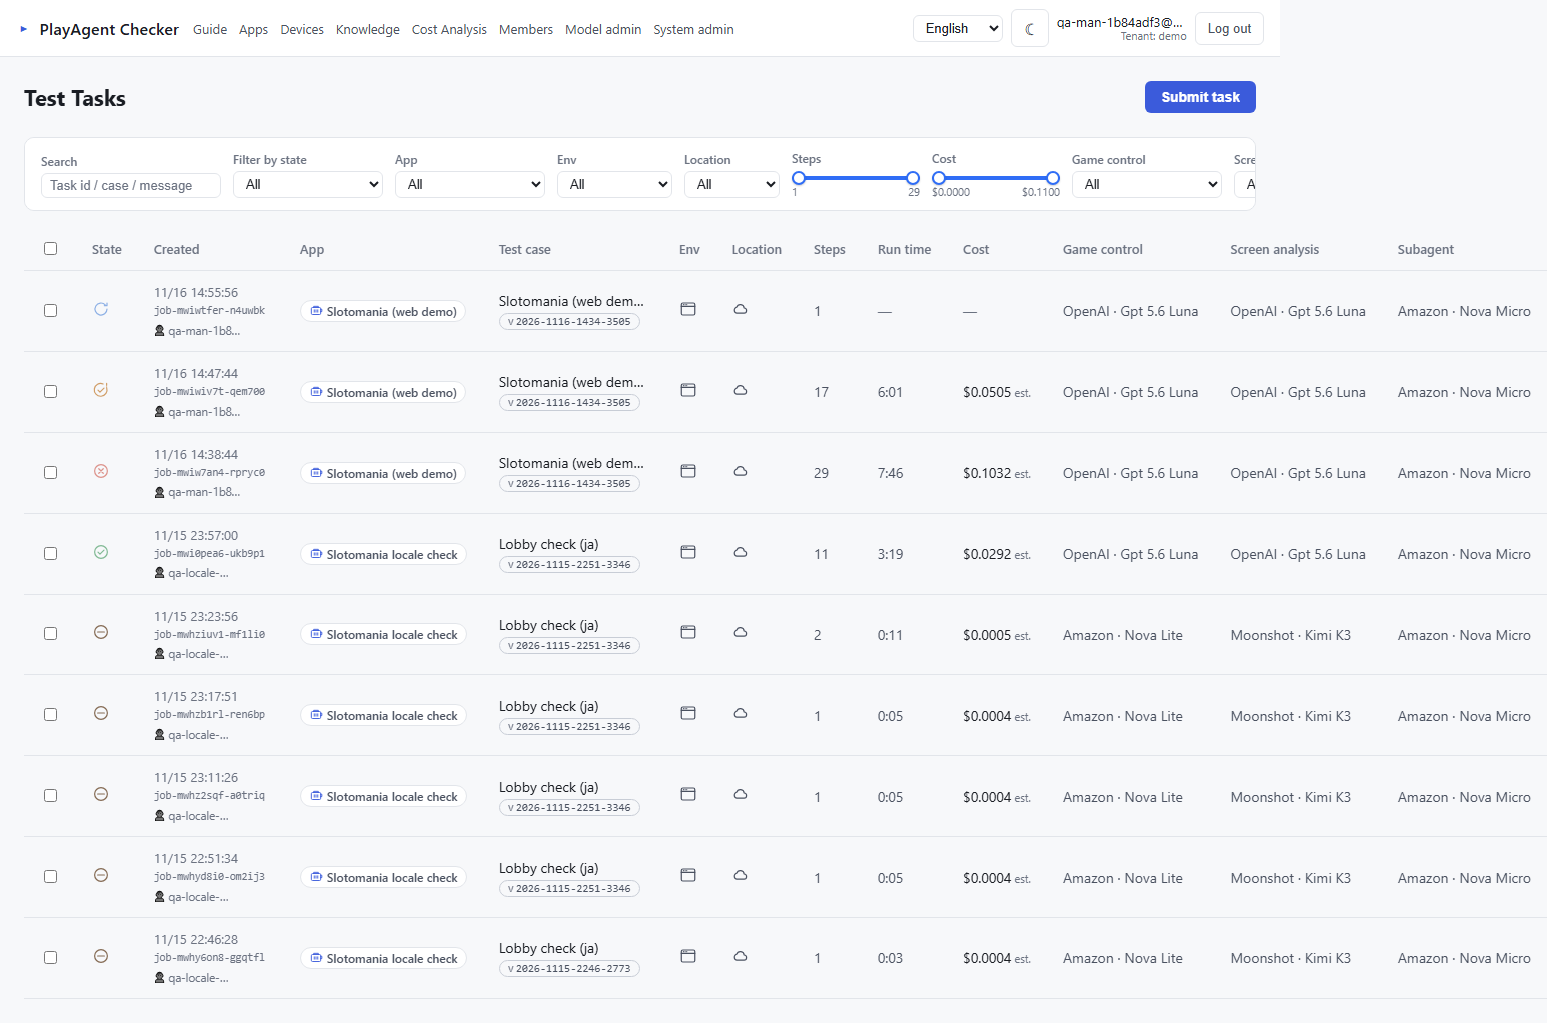 PlayAgent Checker Guide Apps Devices Knowledge Cost Analysis Members Model admin System admin English qa-man-1b84adf3@... Log out
Tenant: demo
Test Tasks Submit task
Search Filter by state App Env Location Steps Cost Game control Scre
Task id / case / message All All All All 1 29 $0.0000 $0.1100 All A
State Created App Test case Env Location Steps Run time Cost Game control Screen analysis Subagent
11/16 14:55:56
job-mwiwtfer-n4uwbk
qa-man-1b8...
Slotomania (web demo)
Slotomania (web dem...
v 2026-1116-1434-3505
1 — — OpenAI · Gpt 5.6 Luna OpenAI · Gpt 5.6 Luna Amazon · Nova Micro
11/16 14:47:44
job-mwiwiv7t-qem700
qa-man-1b8...
Slotomania (web demo)
Slotomania (web dem...
v 2026-1116-1434-3505
17 6:01 $0.0505 est. OpenAI · Gpt 5.6 Luna OpenAI · Gpt 5.6 Luna Amazon · Nova Micro
11/16 14:38:44
job-mwiw7an4-rpryc0
qa-man-1b8...
Slotomania (web demo)
Slotomania (web dem...
v 2026-1116-1434-3505
29 7:46 $0.1032 est. OpenAI · Gpt 5.6 Luna OpenAI · Gpt 5.6 Luna Amazon · Nova Micro
11/15 23:57:00
job-mwi0pea6-ukb9p1
qa-locale-...
Slotomania locale check
Lobby check (ja)
v 2026-1115-2251-3346
11 3:19 $0.0292 est. OpenAI · Gpt 5.6 Luna OpenAI · Gpt 5.6 Luna Amazon · Nova Micro
11/15 23:23:56
job-mwhziuv1-mf1li0
qa-locale-...
Slotomania locale check
Lobby check (ja)
v 2026-1115-2251-3346
2 0:11 $0.0005 est. Amazon · Nova Lite Moonshot · Kimi K3 Amazon · Nova Micro
11/15 23:17:51
job-mwhzb1rl-ren6bp
qa-locale-...
Slotomania locale check
Lobby check (ja)
v 2026-1115-2251-3346
1 0:05 $0.0004 est. Amazon · Nova Lite Moonshot · Kimi K3 Amazon · Nova Micro
11/15 23:11:26
job-mwhz2sqf-a0triq
qa-locale-...
Slotomania locale check
Lobby check (ja)
v 2026-1115-2251-3346
1 0:05 $0.0004 est. Amazon · Nova Lite Moonshot · Kimi K3 Amazon · Nova Micro
11/15 22:51:34
job-mwhyd8i0-om2ij3
qa-locale-...
Slotomania locale check
Lobby check (ja)
v 2026-1115-2251-3346
1 0:05 $0.0004 est. Amazon · Nova Lite Moonshot · Kimi K3 Amazon · Nova Micro
11/15 22:46:28
job-mwhy6on8-ggqtfl
qa-locale-...
Slotomania locale check
Lobby check (ja)
v 2026-1115-2246-2773
1 0:03 $0.0004 est. Amazon · Nova Lite Moonshot · Kimi K3 Amazon · Nova Micro